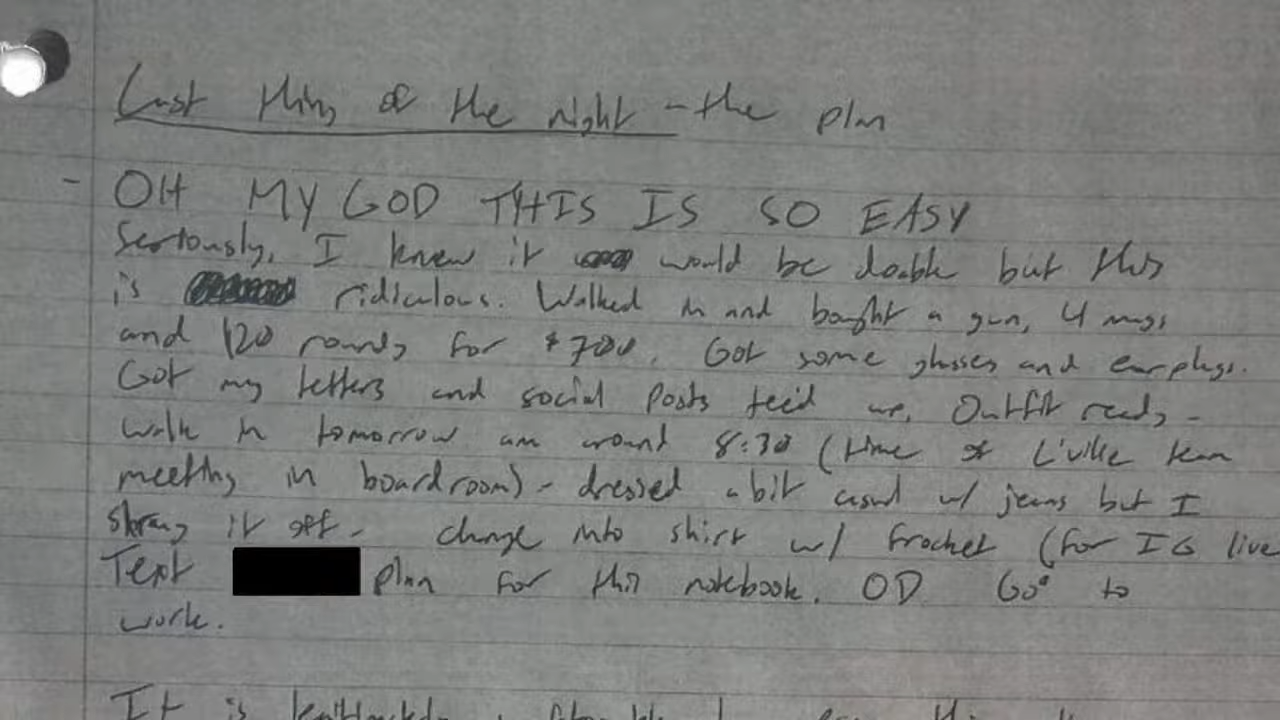 Last thing of the night - the plan
- OH MY GOD THIS IS SO EASY
Seriously, I knew it would be doable but this
is ridiculous. Walked in and bought a gun, 4 mags
and 120 rounds for $700. Got some glasses and earplugs.
Got my letters and social posts teed up. Outfit ready -
walk in tomorrow am around 8:30 (time of L'ville team
meeting in boardroom) - dressed a bit casual w/ jeans but I
it off - change into shirt w/ (for IG live
Text plan for this notebook. OD Go to
work.
It is